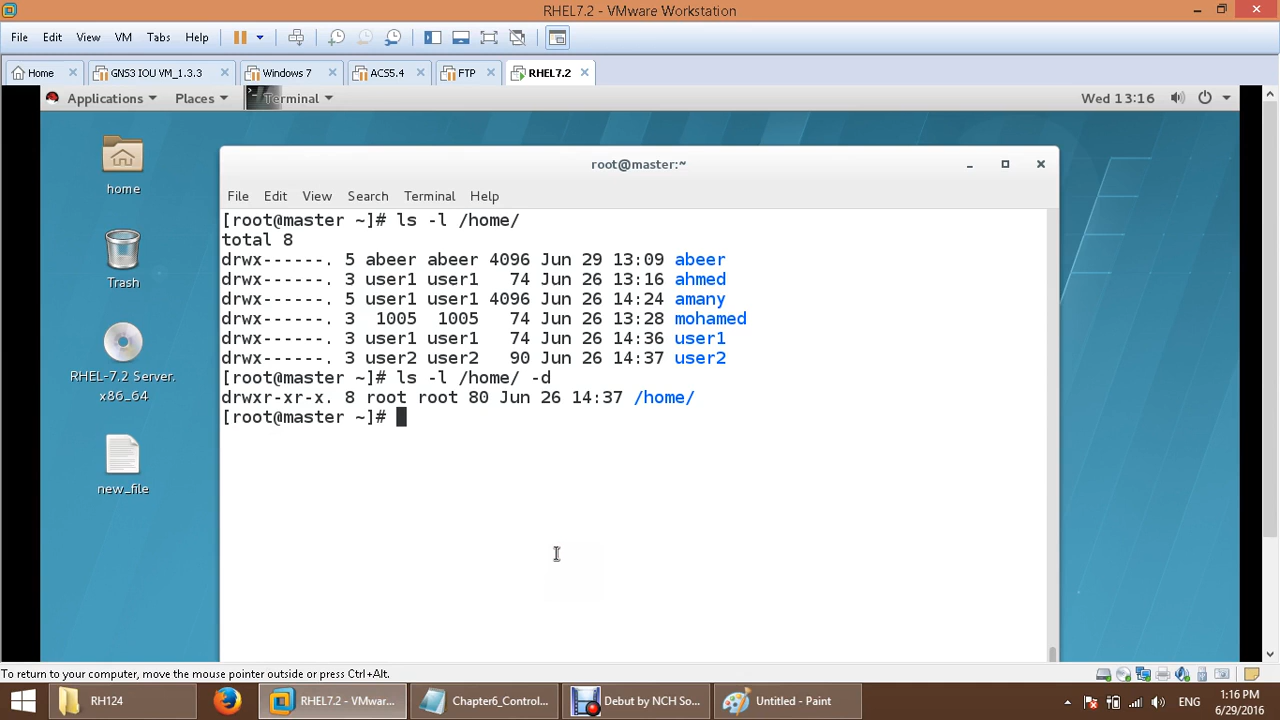 RHEL7.2 - VMware Workstation
File Edit View VM Tabs Help
Home GNS3 IOU VM_1.3.3 Windows 7 ACS5.4 FTP RHEL7.2
Applications Places Terminal Wed 13:16
home
Trash
RHEL-7.2 Server.
x86_64
new_file
root@master:~
File Edit View Search Terminal Help
[root@master ~]# ls -l /home/
total 8
drwx------. 5 abeer abeer 4096 Jun 29 13:09 abeer
drwx------. 3 user1 user1 74 Jun 26 13:16 ahmed
drwx------. 5 user1 user1 4096 Jun 26 14:24 amany
drwx------. 3 1005 1005 74 Jun 26 13:28 mohamed
drwx------. 3 user1 user1 74 Jun 26 14:36 user1
drwx------. 3 user2 user2 90 Jun 26 14:37 user2
[root@master ~]# ls -l /home/ -d
drwxr-xr-x. 8 root root 80 Jun 26 14:37 /home/
[root@master ~]#
To return to your computer, move the mouse pointer outside or press Ctrl+Alt.
RH124 RHEL7.2 - VMwar... Chapter6_Control... Debut by NCH So... Untitled - Paint ENG 1:16 PM
6/29/2016